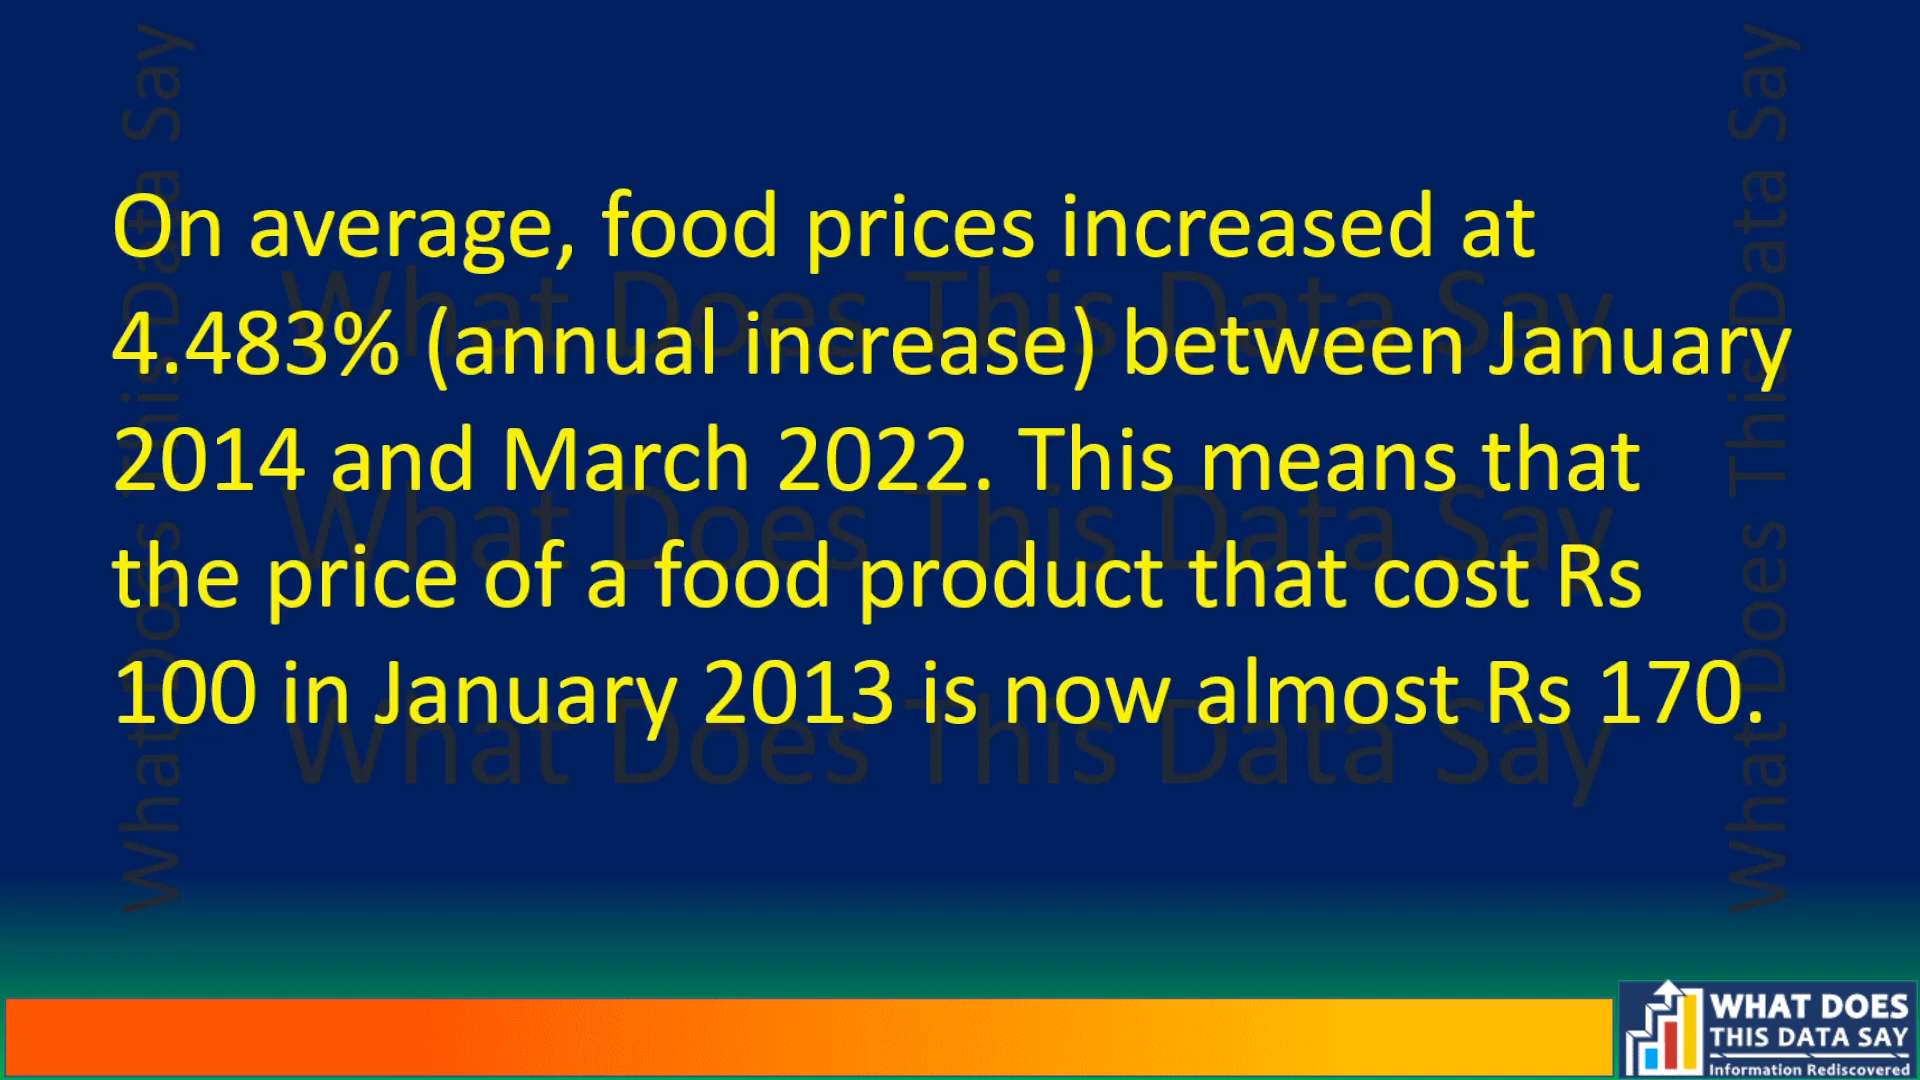 On average, food prices increased at
4.483% (annual increase) between January
2014 and March 2022. This means that
the price of a food product that cost Rs
100 in January 2013 is now almost Rs 170.
What Does This Data Say
What Does This Data Say
What Does This Data Say
What Does This Data Say
What Does This Data Say
WHAT DOES
THIS DATA SAY
Information Rediscovered